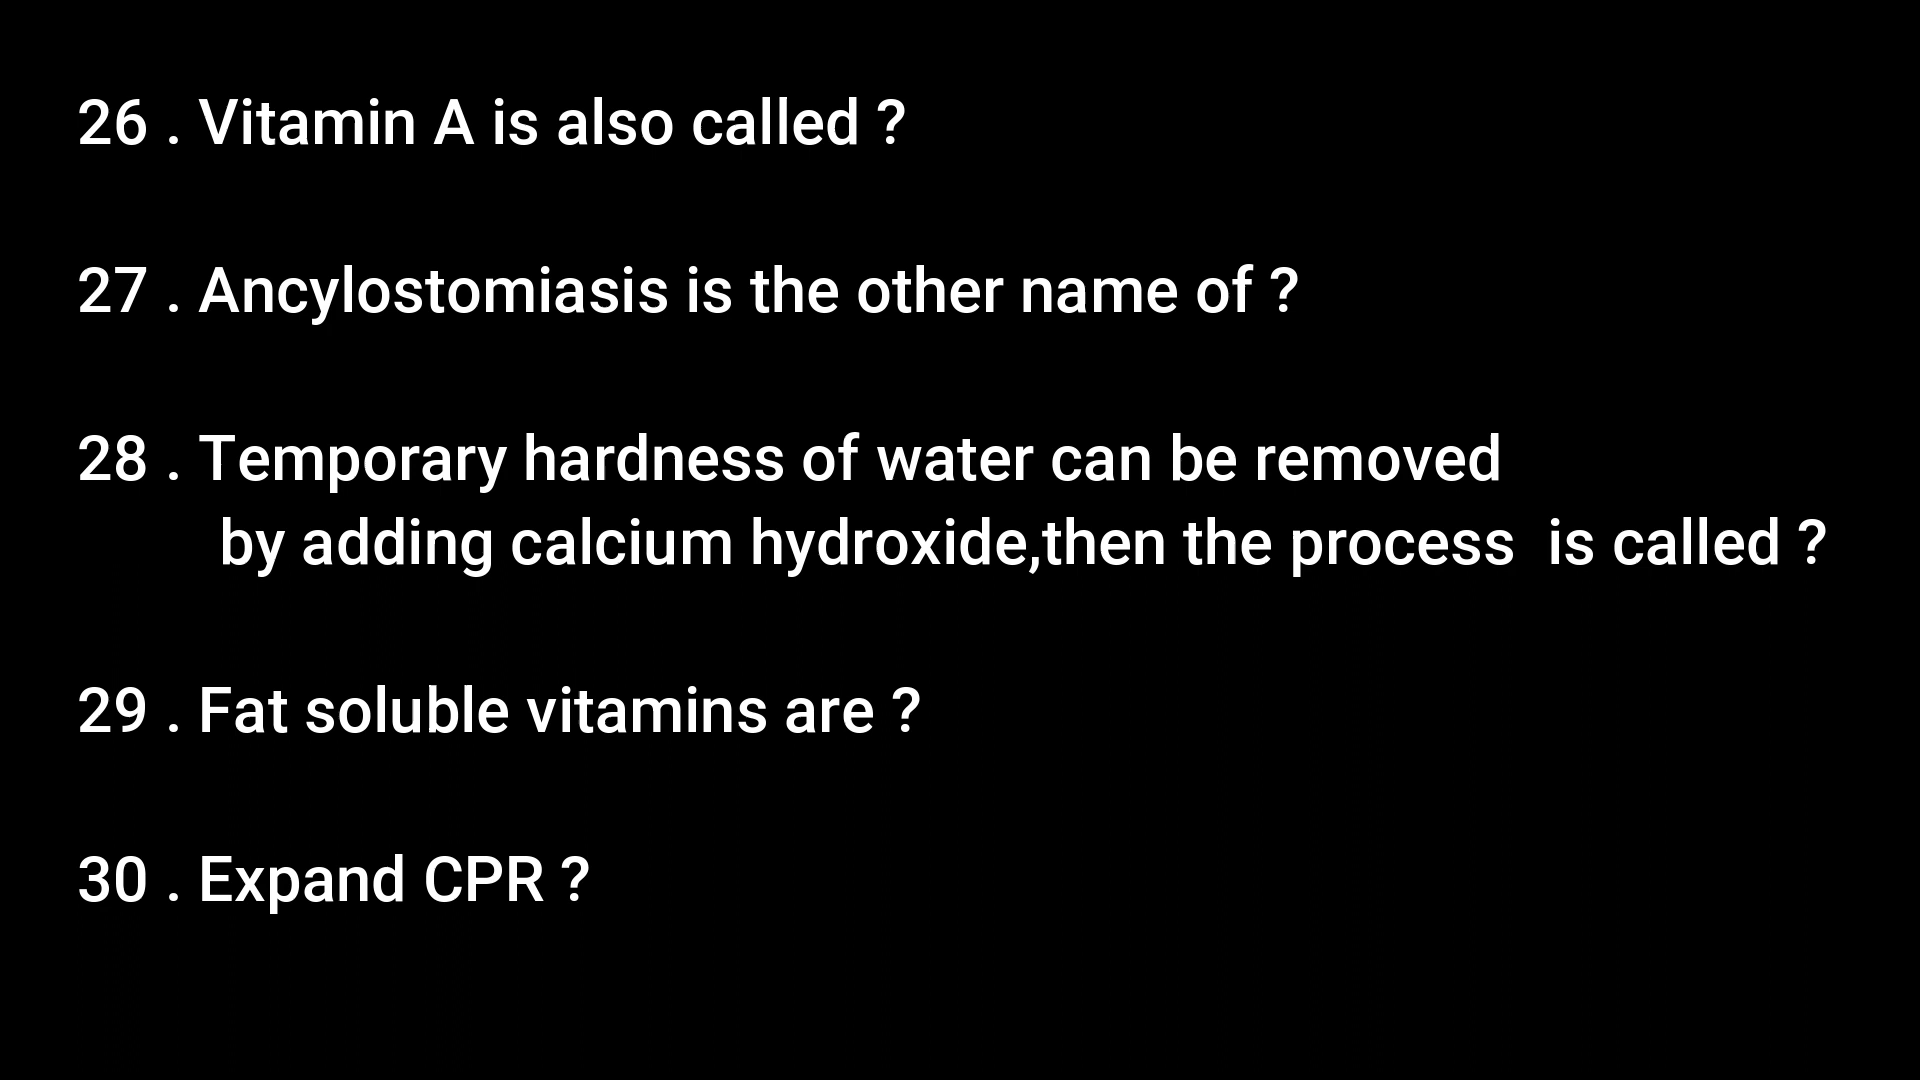 26 . Vitamin A is also called ?
27 . Ancylostomiasis is the other name of ?
28 . Temporary hardness of water can be removed
by adding calcium hydroxide,then the process  is called ?
29 . Fat soluble vitamins are ?
30 . Expand CPR ?